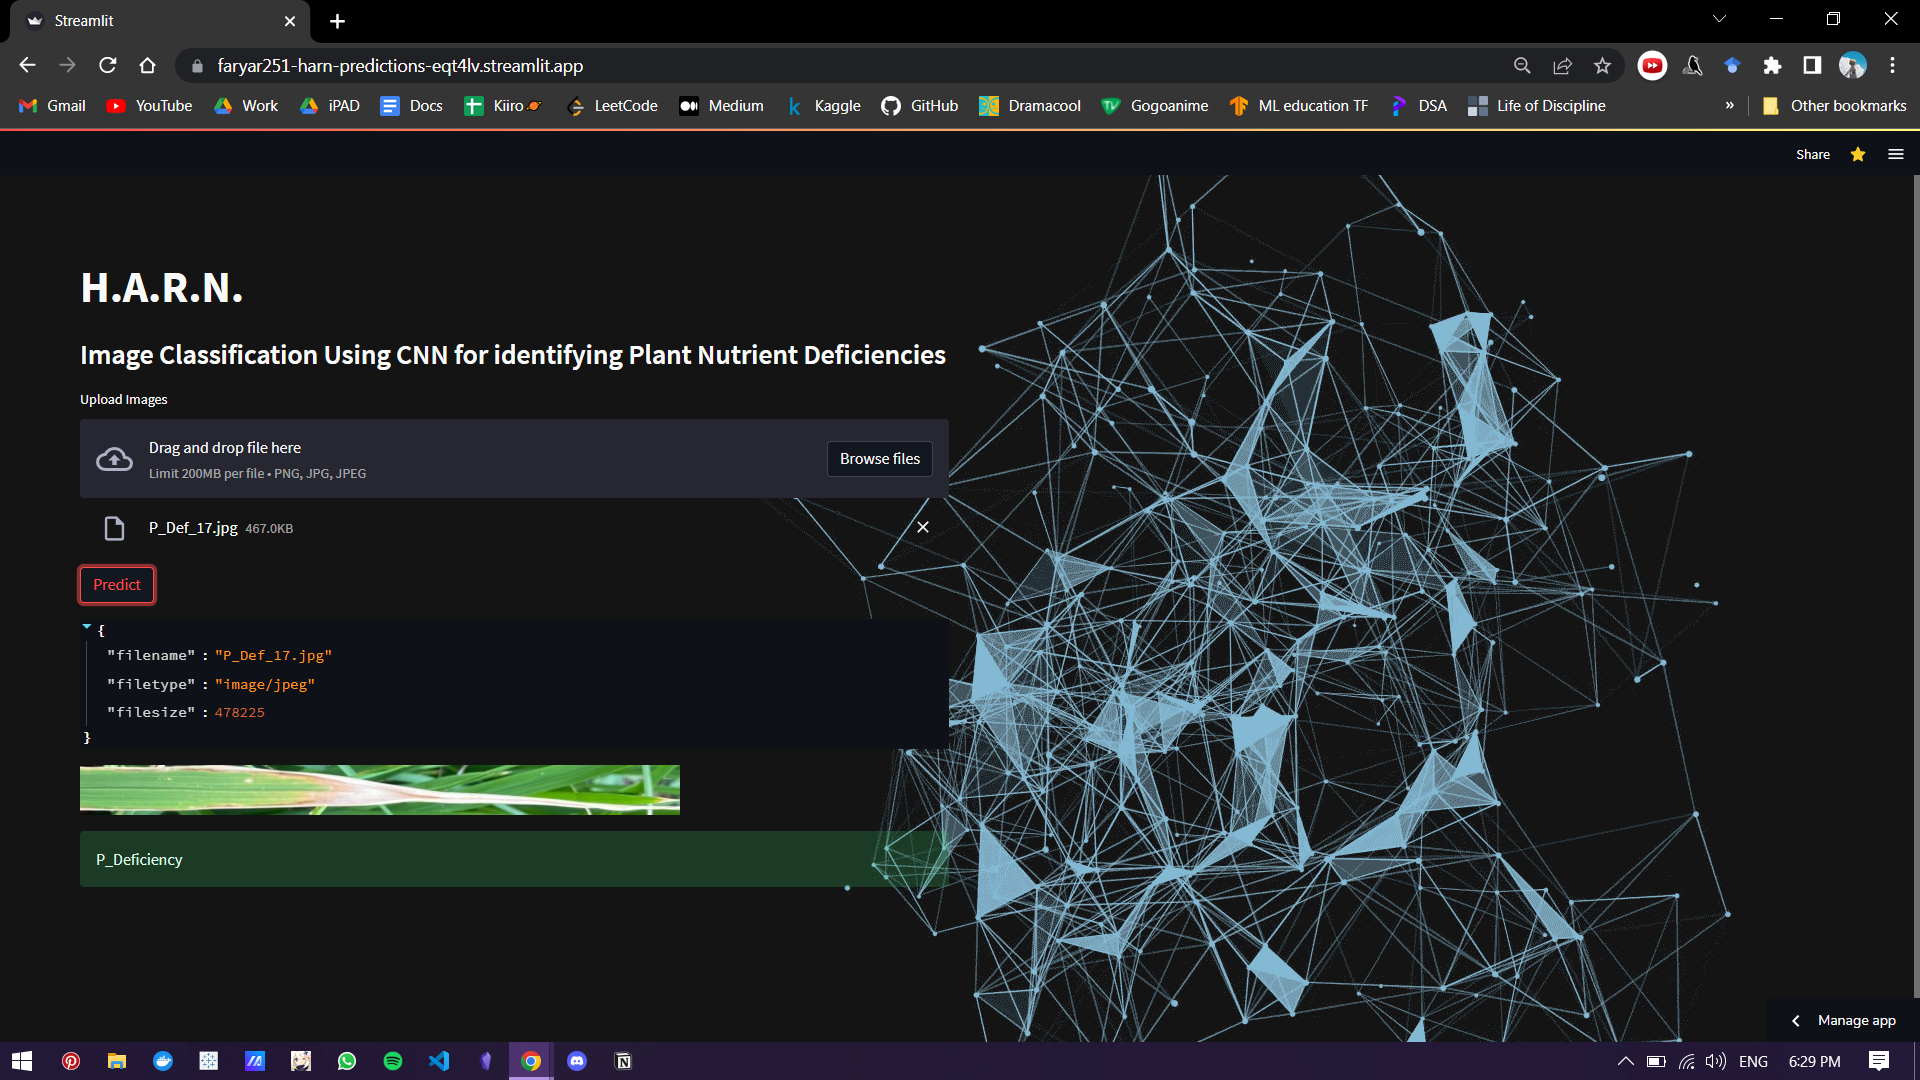 Streamlit
faryar251-harn-predictions-eqt4lv.streamlit.app
Gmail YouTube Work iPAD Docs Kiiro LeetCode Medium Kaggle GitHub Dramacool Gogoanime ML education TF DSA Life of Discipline » Other bookmarks
Share
H.A.R.N.
Image Classification Using CNN for identifying Plant Nutrient Deficiencies
Upload Images
Drag and drop file here
Limit 200MB per file • PNG, JPG, JPEG
Browse files
P_Def_17.jpg 467.0KB
Predict
{
"filename" : "P_Def_17.jpg"
"filetype" : "image/jpeg"
"filesize" : 478225
}
P_Deficiency
Manage app
ENG 6:29 PM